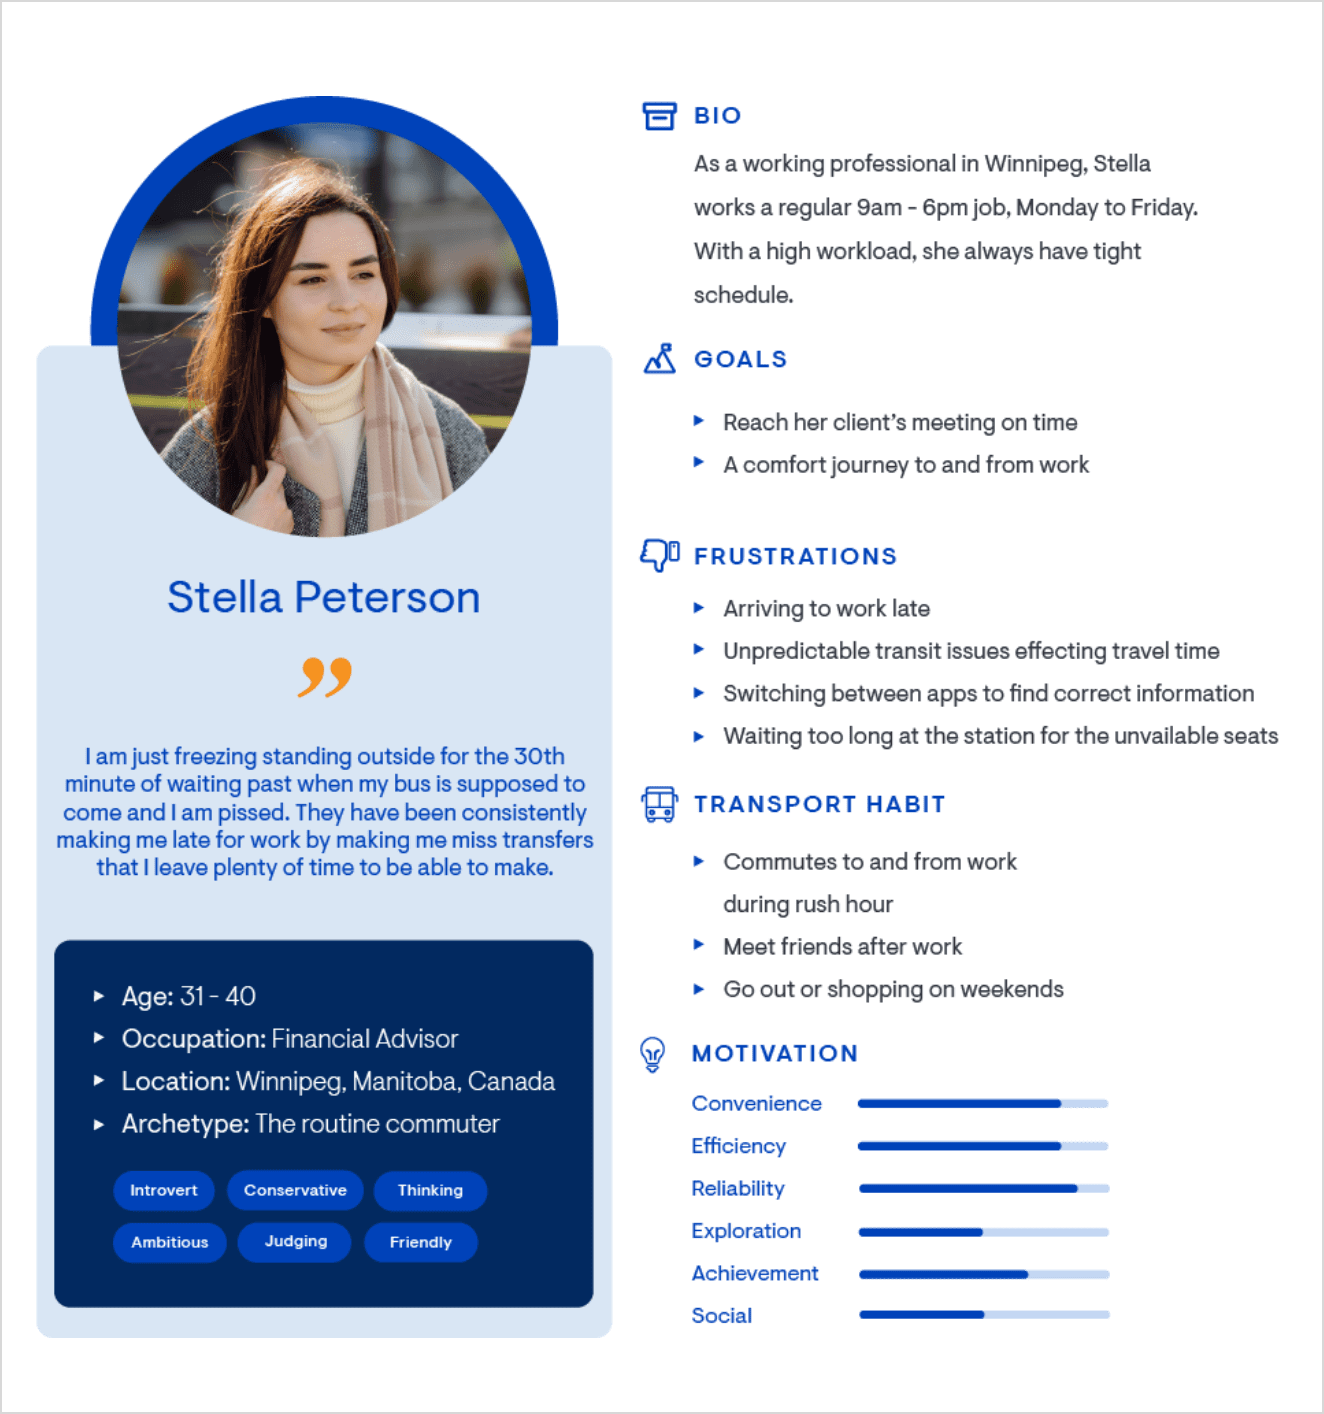 Stella Peterson
”
I am just freezing standing outside for the 30th
minute of waiting past when my bus is supposed to
come and I am pissed. They have been consistently
making me late for work by making me miss transfers
that I leave plenty of time to be able to make.
Age: 31 - 40
Occupation: Financial Advisor
Location: Winnipeg, Manitoba, Canada
Archetype: The routine commuter
Introvert Conservative Thinking
Ambitious Judging Friendly
BIO
As a working professional in Winnipeg, Stella
works a regular 9am - 6pm job, Monday to Friday.
With a high workload, she always have tight
schedule.
GOALS
Reach her client’s meeting on time
A comfort journey to and from work
FRUSTRATIONS
Arriving to work late
Unpredictable transit issues effecting travel time
Switching between apps to find correct information
Waiting too long at the station for the unvailable seats
TRANSPORT HABIT
Commutes to and from work
during rush hour
Meet friends after work
Go out or shopping on weekends
MOTIVATION
Convenience
Efficiency
Reliability
Exploration
Achievement
Social